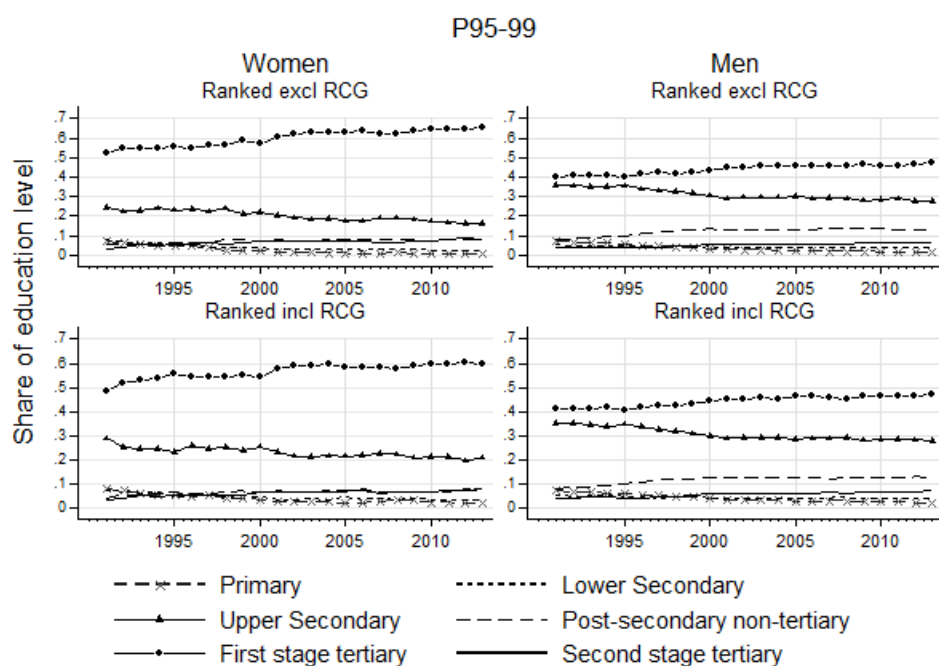 P95-99
Women
Men
Ranked excl RCG
Ranked excl RCG
Share of education level
.7
.6
.5
.4
.3
.2
.1
0
1995 2000 2005 2010
.7
.6
.5
.4
.3
.2
.1
0
1995 2000 2005 2010
Ranked incl RCG
Ranked incl RCG
.7
.6
.5
.4
.3
.2
.1
0
1995 2000 2005 2010
.7
.6
.5
.4
.3
.2
.1
0
1995 2000 2005 2010
Primary
Lower Secondary
Upper Secondary
Post-secondary non-tertiary
First stage tertiary
Second stage tertiary